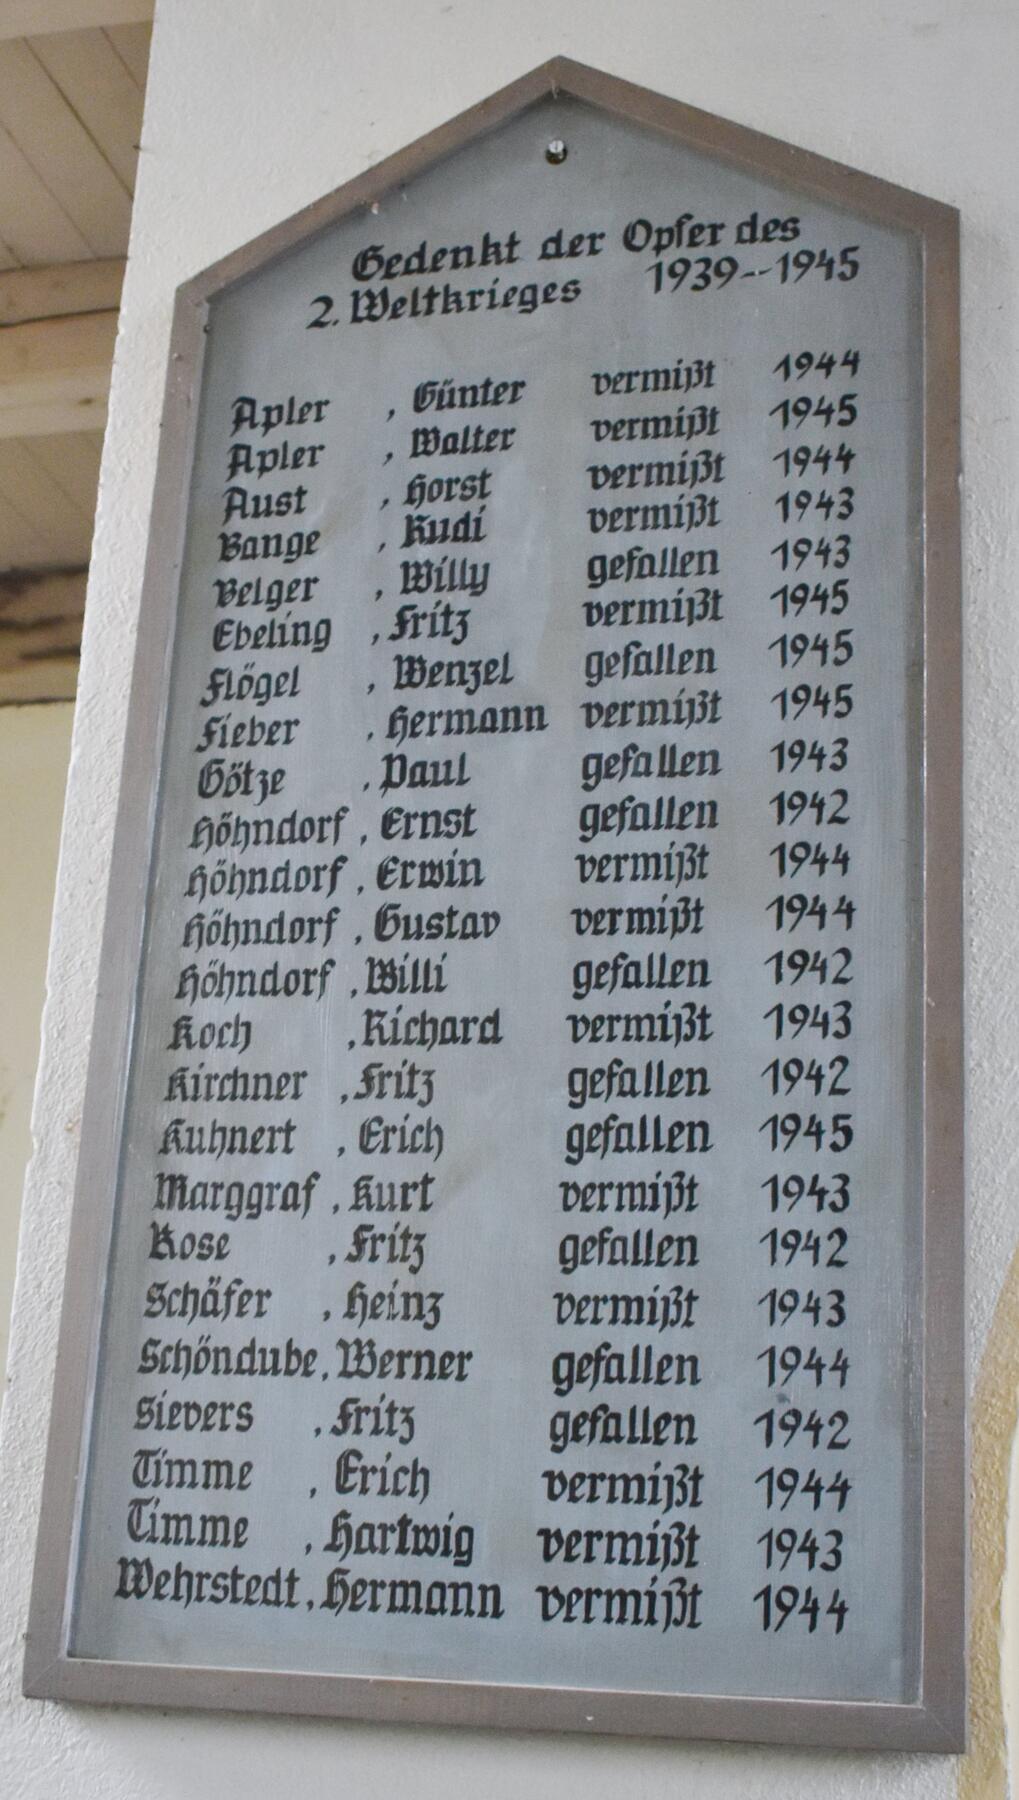 Gedenkt der Opfer des
2. Weltkrieges 1939--1945
Apler , Günter vermißt 1944
Apler , Walter vermißt 1945
Aust , Horst vermißt 1944
Bange , Rudi vermißt 1943
Belger , Willy gefallen 1943
Ebeling , Fritz vermißt 1945
Flögel , Wenzel gefallen 1945
Fieber , Hermann vermißt 1945
Götze , Paul gefallen 1943
Höhndorf , Ernst gefallen 1942
Höhndorf , Erwin vermißt 1944
Höhndorf , Gustav vermißt 1944
Höhndorf , Willi gefallen 1942
Koch , Richard vermißt 1943
Kirchner , Fritz gefallen 1942
Kuhnert , Erich gefallen 1945
Marggraf , Kurt vermißt 1943
Rose , Fritz gefallen 1942
Schäfer , Heinz vermißt 1943
Schöndube , Werner gefallen 1944
Sievers , Fritz gefallen 1942
Timme , Erich vermißt 1944
Timme , Hartwig vermißt 1943
Wehrstedt , Hermann vermißt 1944